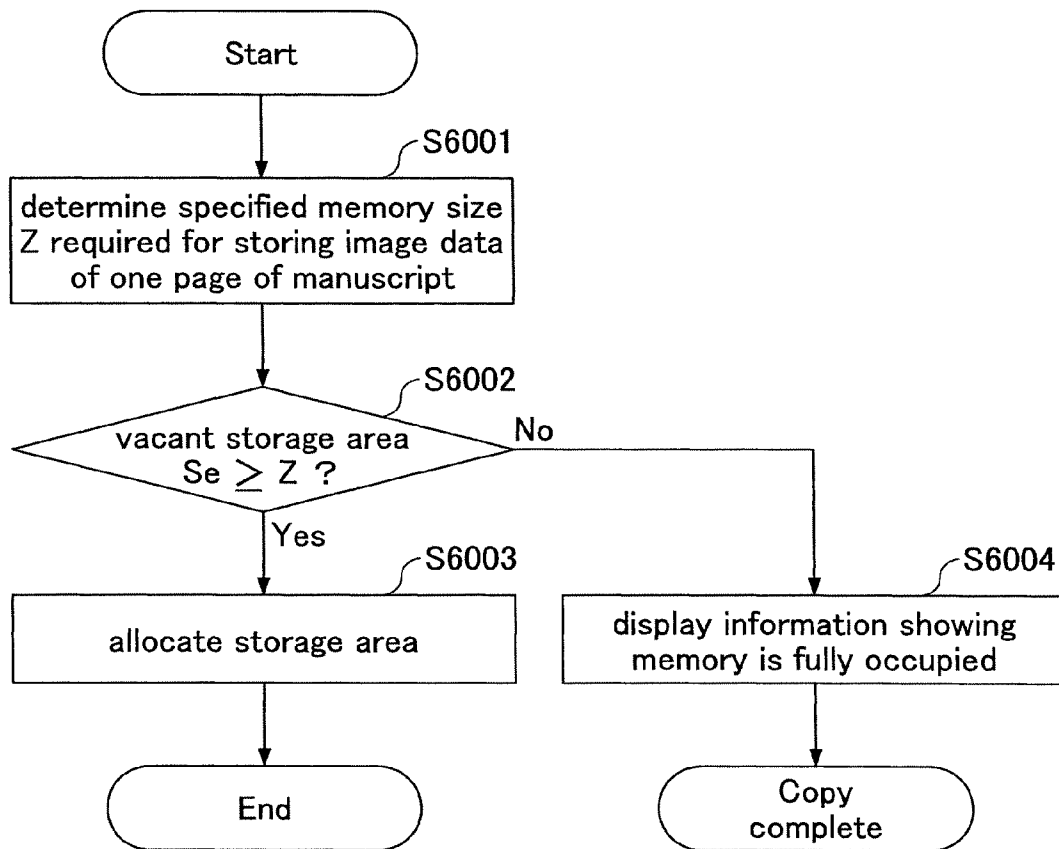 Start
S6001
determine specified memory size
Z required for storing image data
of one page of manuscript
S6002
vacant storage area
Se ≥ Z ?
No
Yes
S6003
allocate storage area
S6004
display information showing
memory is fully occupied
End
Copy
complete